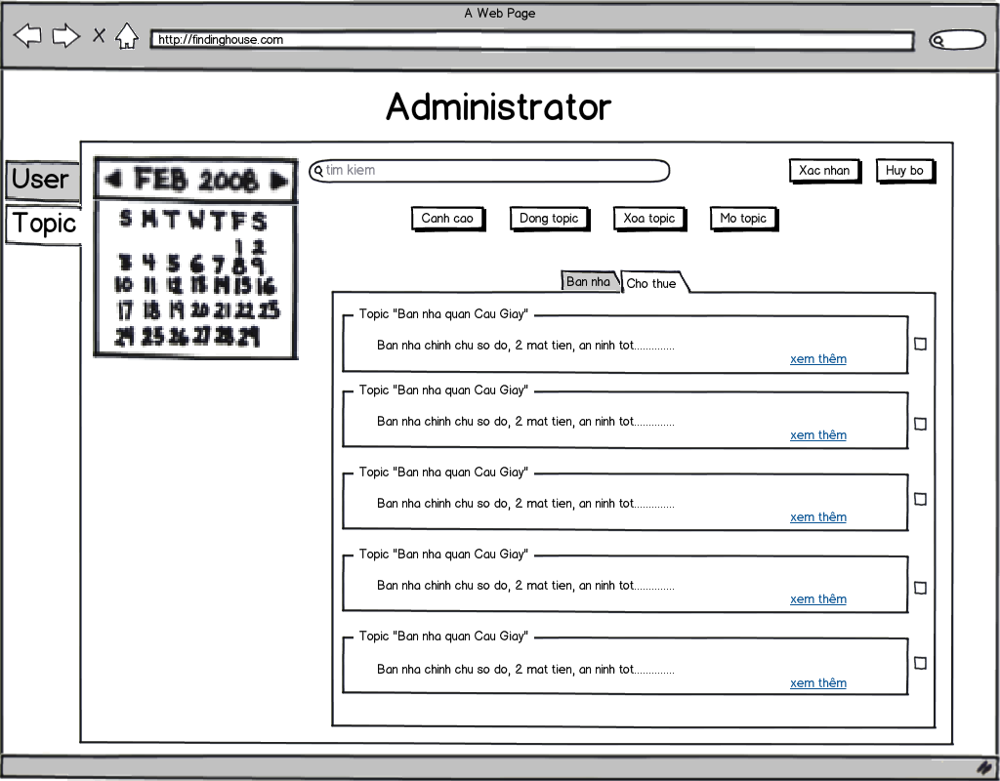 A Web Page
http://findinghouse.com
Administrator
User
Topic
FEB 2008
S M T W T F S
1 2
3 4 5 6 7 8 9
10 11 12 13 14 15 16
17 18 19 20 21 22 23
24 25 26 27 28 29
tim kiem
Xac nhan
Huy bo
Canh cao
Dong topic
Xoa topic
Mo topic
Ban nha
Cho thue
Topic "Ban nha quan Cau Giay"
Ban nha chinh chu so do, 2 mat tien, an ninh tot.............
xem thêm
Topic "Ban nha quan Cau Giay"
Ban nha chinh chu so do, 2 mat tien, an ninh tot.............
xem thêm
Topic "Ban nha quan Cau Giay"
Ban nha chinh chu so do, 2 mat tien, an ninh tot.............
xem thêm
Topic "Ban nha quan Cau Giay"
Ban nha chinh chu so do, 2 mat tien, an ninh tot.............
xem thêm
Topic "Ban nha quan Cau Giay"
Ban nha chinh chu so do, 2 mat tien, an ninh tot.............
xem thêm